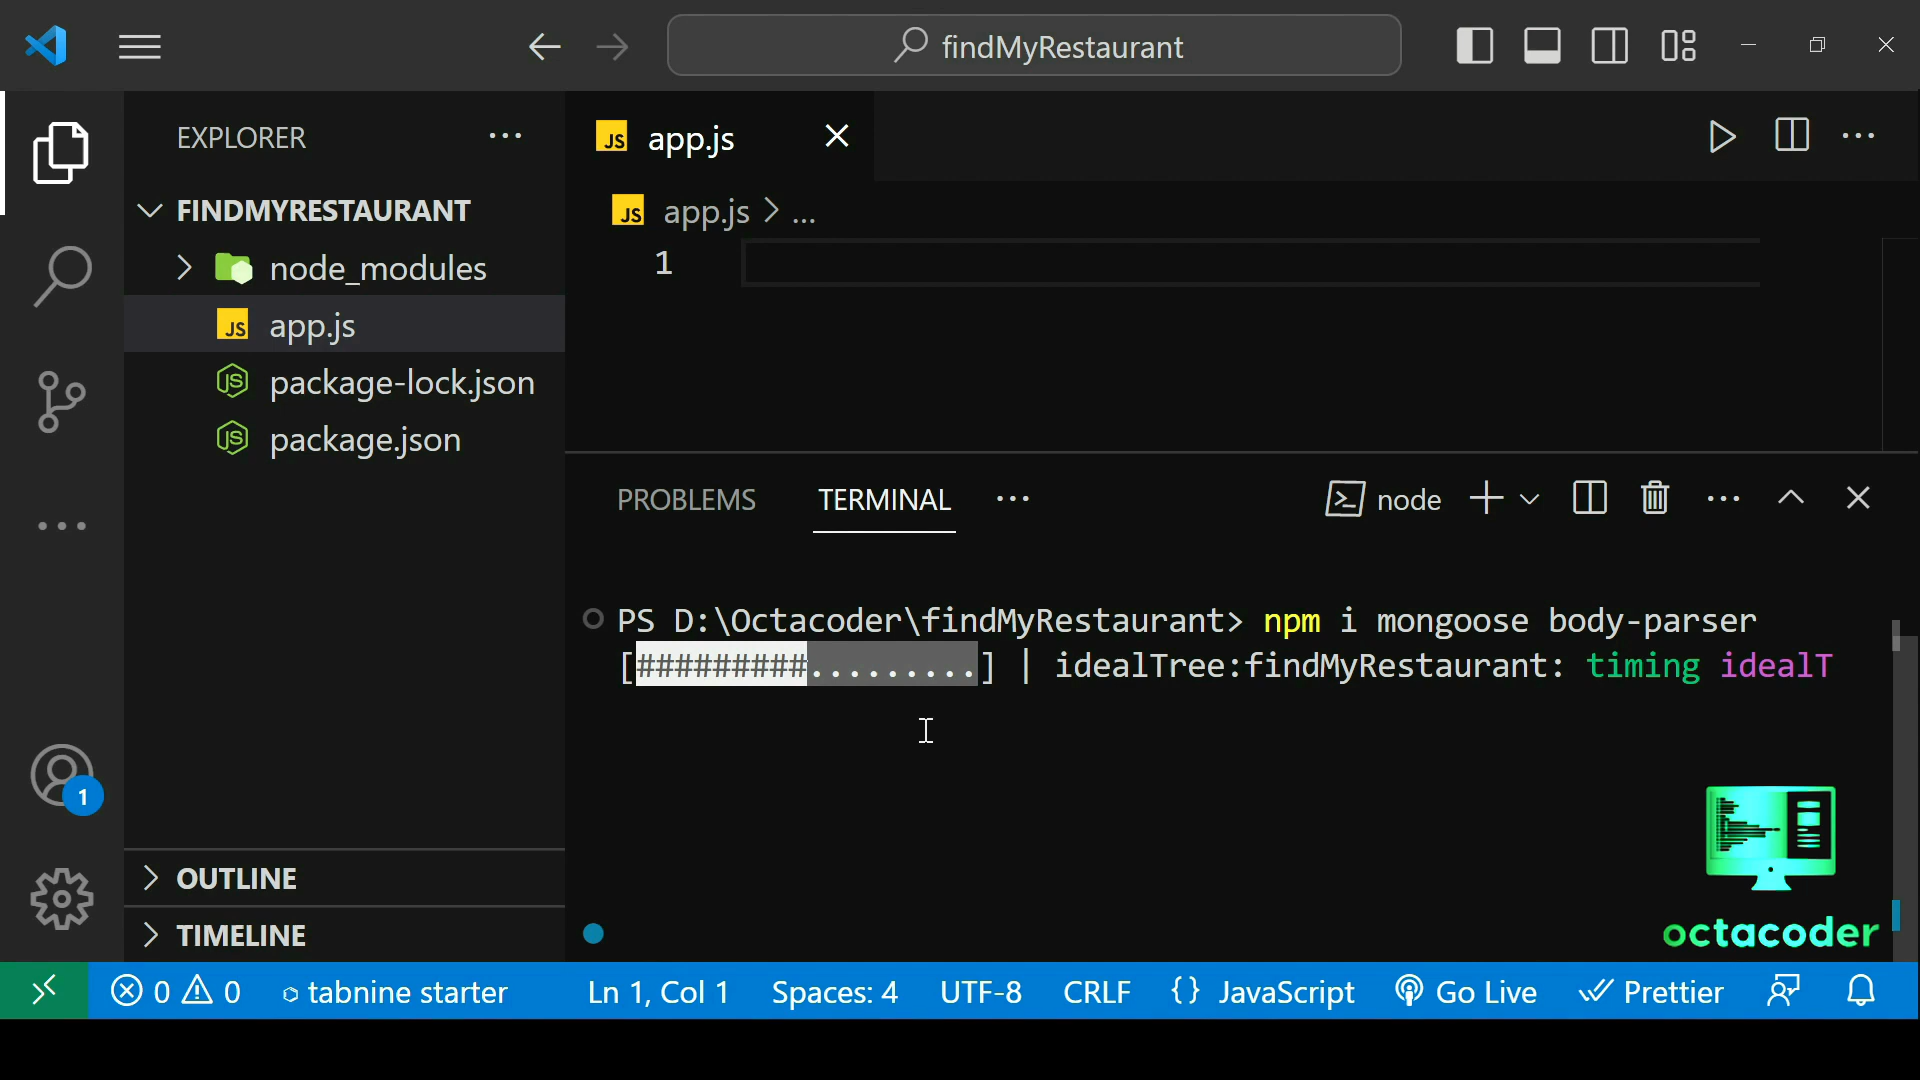 findMyRestaurant
EXPLORER
FINDMYRESTAURANT
node_modules
app.js
package-lock.json
package.json
OUTLINE
TIMELINE
1
app.js
app.js > ...
1
PROBLEMS TERMINAL ...
node
PS D:\Octacoder\findMyRestaurant> npm i mongoose body-parser
[#########.........] | idealTree:findMyRestaurant: timing idealT
octacoder
0 0 tabnine starter Ln 1, Col 1 Spaces: 4 UTF-8 CRLF {} JavaScript Go Live Prettier